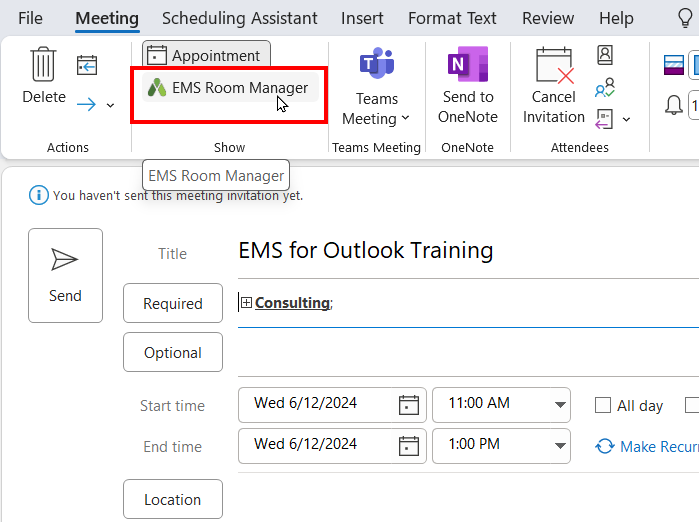 File Meeting Scheduling Assistant Insert Format Text Review Help
Appointment
EMS Room Manager
Delete
Teams
Meeting
Send to
OneNote
Cancel
Invitation
Actions Show Teams Meeting OneNote Attendees
EMS Room Manager
You haven't sent this meeting invitation yet.
Send
Title EMS for Outlook Training
Required Consulting;
Optional
Start time Wed 6/12/2024 11:00 AM All day
End time Wed 6/12/2024 1:00 PM Make Recur
Location